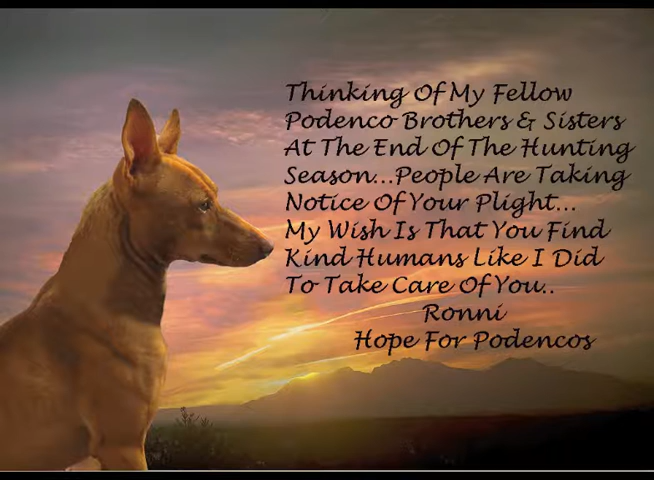 Thinking Of My Fellow
Podenco Brothers & Sisters
At The End Of The Hunting
Season...People Are Taking
Notice Of Your Plight...
My Wish Is That You Find
Kind Humans Like I Did
To Take Care Of You..
Ronni
Hope For Podencos